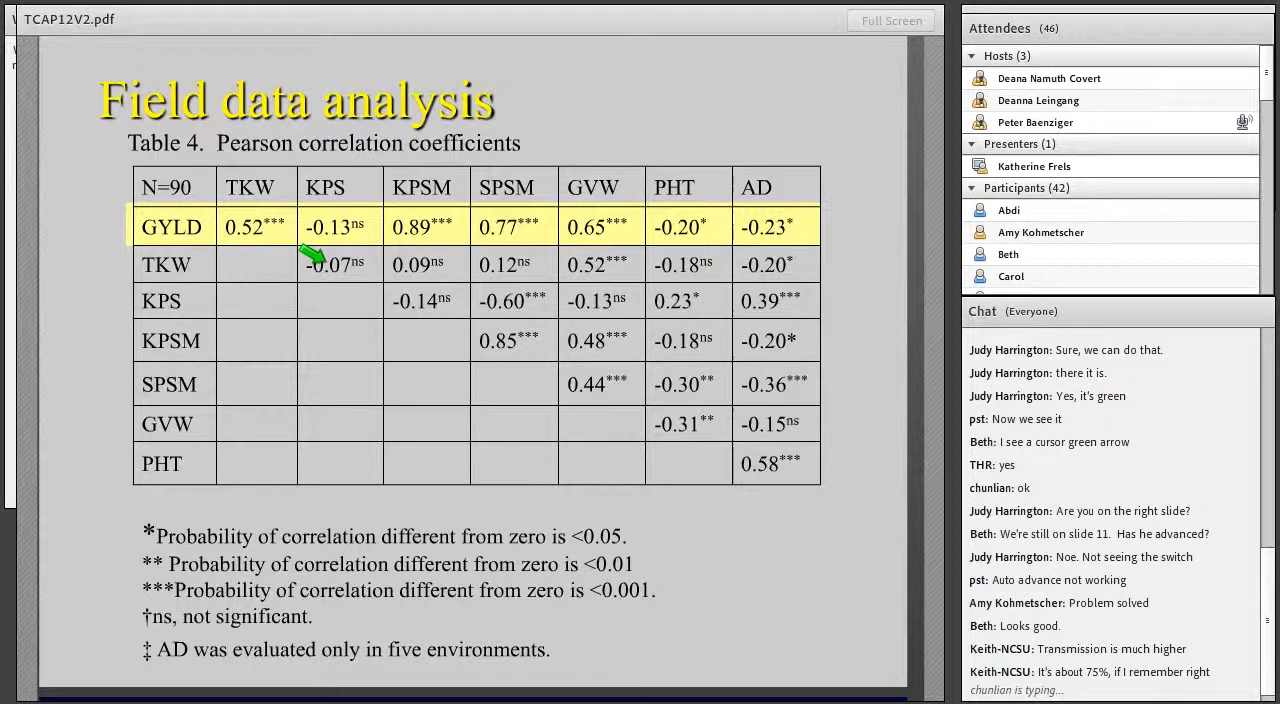 TCAP12V2.pdf
Full Screen
Field data analysis
Table 4. Pearson correlation coefficients
N=90 TKW KPS KPSM SPSM GVW PHT AD
GYLD 0.52*** -0.13ns 0.89*** 0.77*** 0.65*** -0.20* -0.23*
TKW -0.07ns 0.09ns 0.12ns 0.52*** -0.18ns -0.20*
KPS -0.14ns -0.60*** -0.13ns 0.23* 0.39***
KPSM 0.85*** 0.48*** -0.18ns -0.20*
SPSM 0.44*** -0.30** -0.36***
GVW -0.31** -0.15ns
PHT 0.58***
*Probability of correlation different from zero is <0.05.
** Probability of correlation different from zero is <0.01
***Probability of correlation different from zero is <0.001.
†ns, not significant.
‡ AD was evaluated only in five environments.
Attendees (46)
Hosts (3)
Deana Namuth Covert
Deanna Leingang
Peter Baenziger
Presenters (1)
Katherine Frels
Participants (42)
Abdi
Amy Kohmetscher
Beth
Carol
Chat (Everyone)
Judy Harrington: Sure, we can do that.
Judy Harrington: there it is.
Judy Harrington: Yes, it's green
pst: Now we see it
Beth: I see a cursor green arrow
THR: yes
chunlian: ok
Judy Harrington: Are you on the right slide?
Beth: We're still on slide 11. Has he advanced?
Judy Harrington: Noe. Not seeing the switch
pst: Auto advance not working
Amy Kohmetscher: Problem solved
Beth: Looks good.
Keith-NCSU: Transmission is much higher
Keith-NCSU: It's about 75%, if I remember right
chunlian is typing...